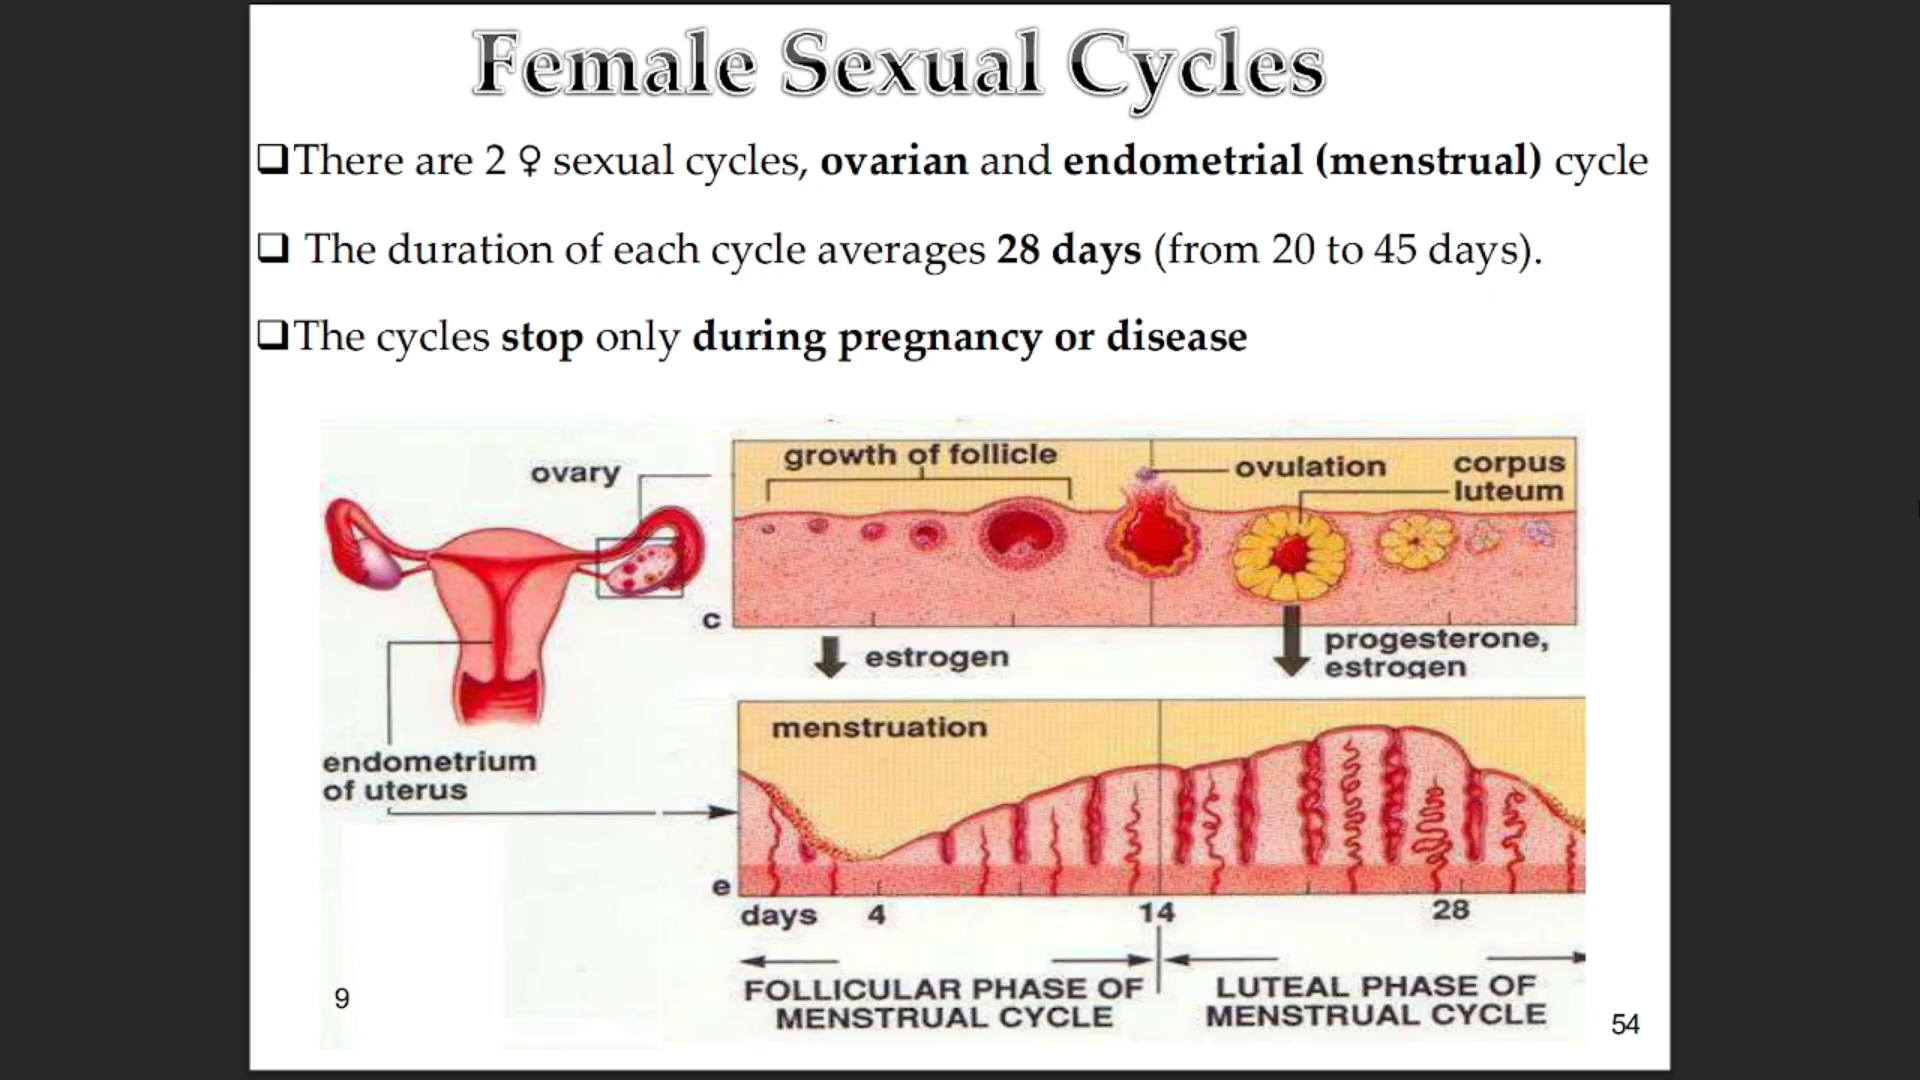 Female Sexual Cycles
❑There are 2 ♀ sexual cycles, ovarian and endometrial (menstrual) cycle
❑ The duration of each cycle averages 28 days (from 20 to 45 days).
❑The cycles stop only during pregnancy or disease
ovary
growth of follicle
ovulation
corpus
luteum
c
estrogen
progesterone,
estrogen
menstruation
endometrium
of uterus
e
days 4 14 28
FOLLICULAR PHASE OF
MENSTRUAL CYCLE
LUTEAL PHASE OF
MENSTRUAL CYCLE
9
54